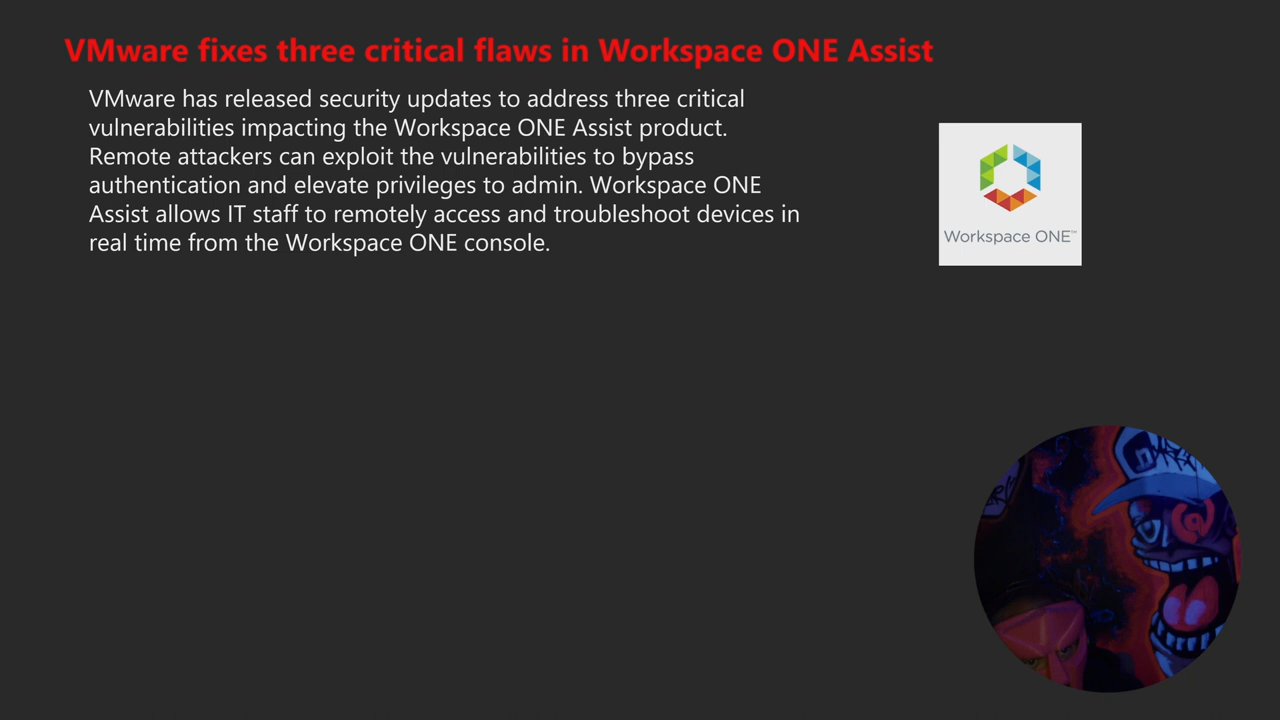 VMware fixes three critical flaws in Workspace ONE Assist
VMware has released security updates to address three critical
vulnerabilities impacting the Workspace ONE Assist product.
Remote attackers can exploit the vulnerabilities to bypass
authentication and elevate privileges to admin. Workspace ONE
Assist allows IT staff to remotely access and troubleshoot devices in
real time from the Workspace ONE console.
Workspace ONE™